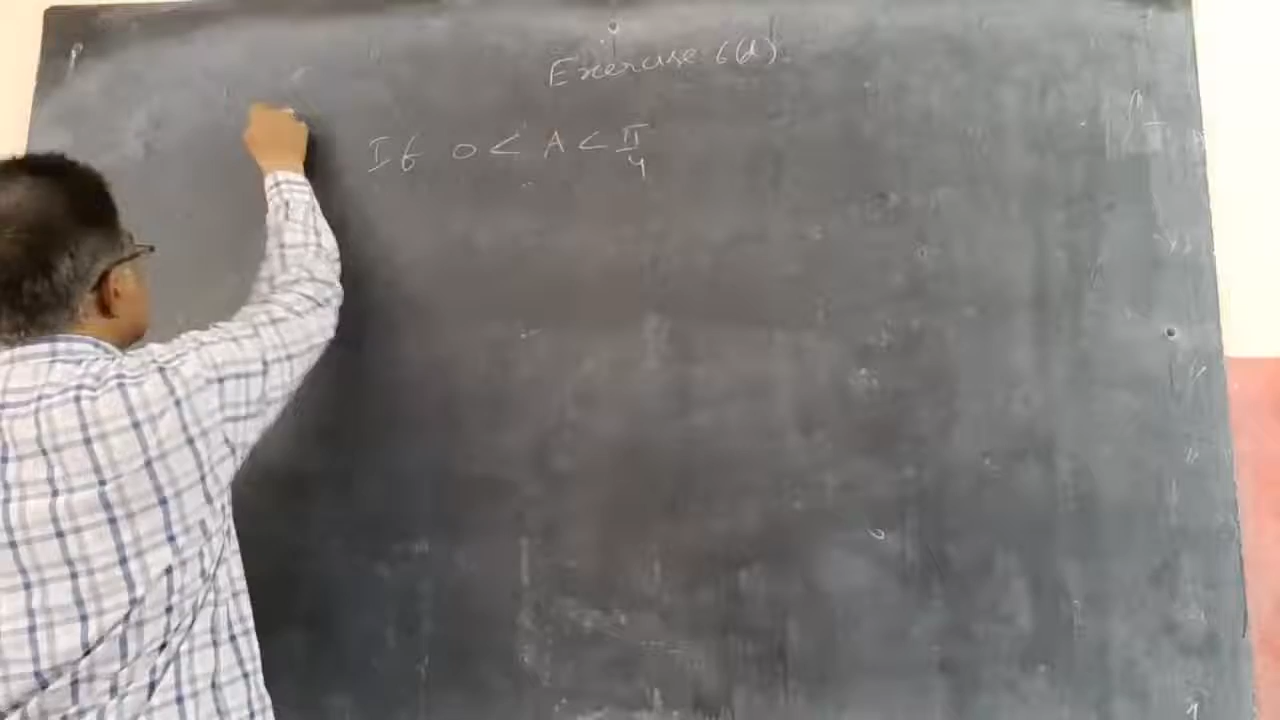 Exercise 6(d)
If 0 < A < π/4